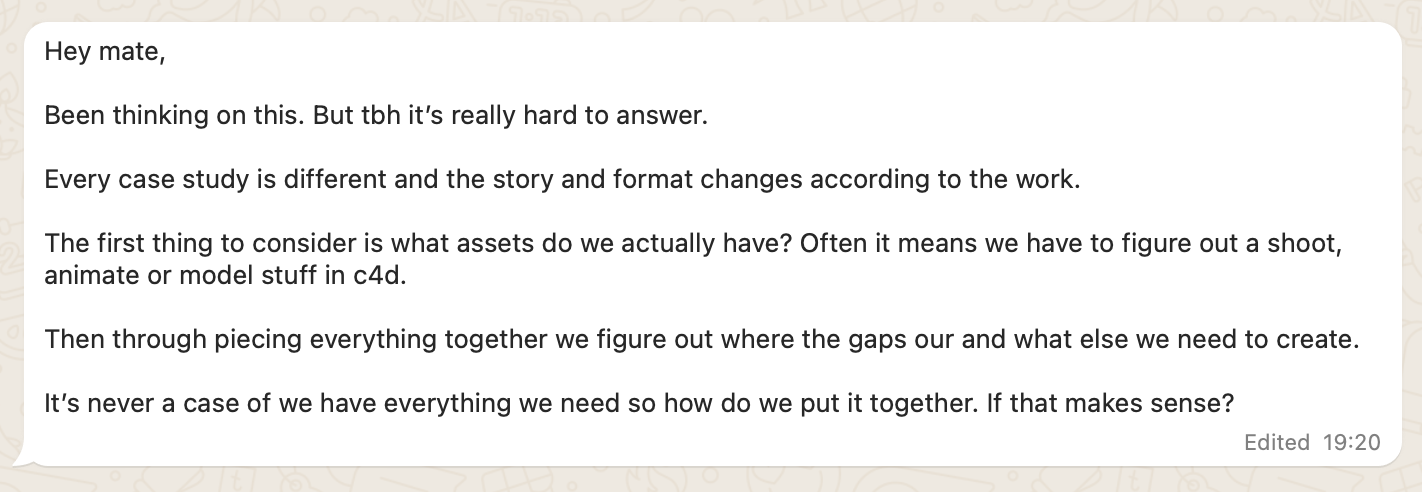 Hey mate,
Been thinking on this. But tbh it’s really hard to answer.
Every case study is different and the story and format changes according to the work.
The first thing to consider is what assets do we actually have? Often it means we have to figure out a shoot,
animate or model stuff in c4d.
Then through piecing everything together we figure out where the gaps our and what else we need to create.
It’s never a case of we have everything we need so how do we put it together. If that makes sense?
Edited 19:20